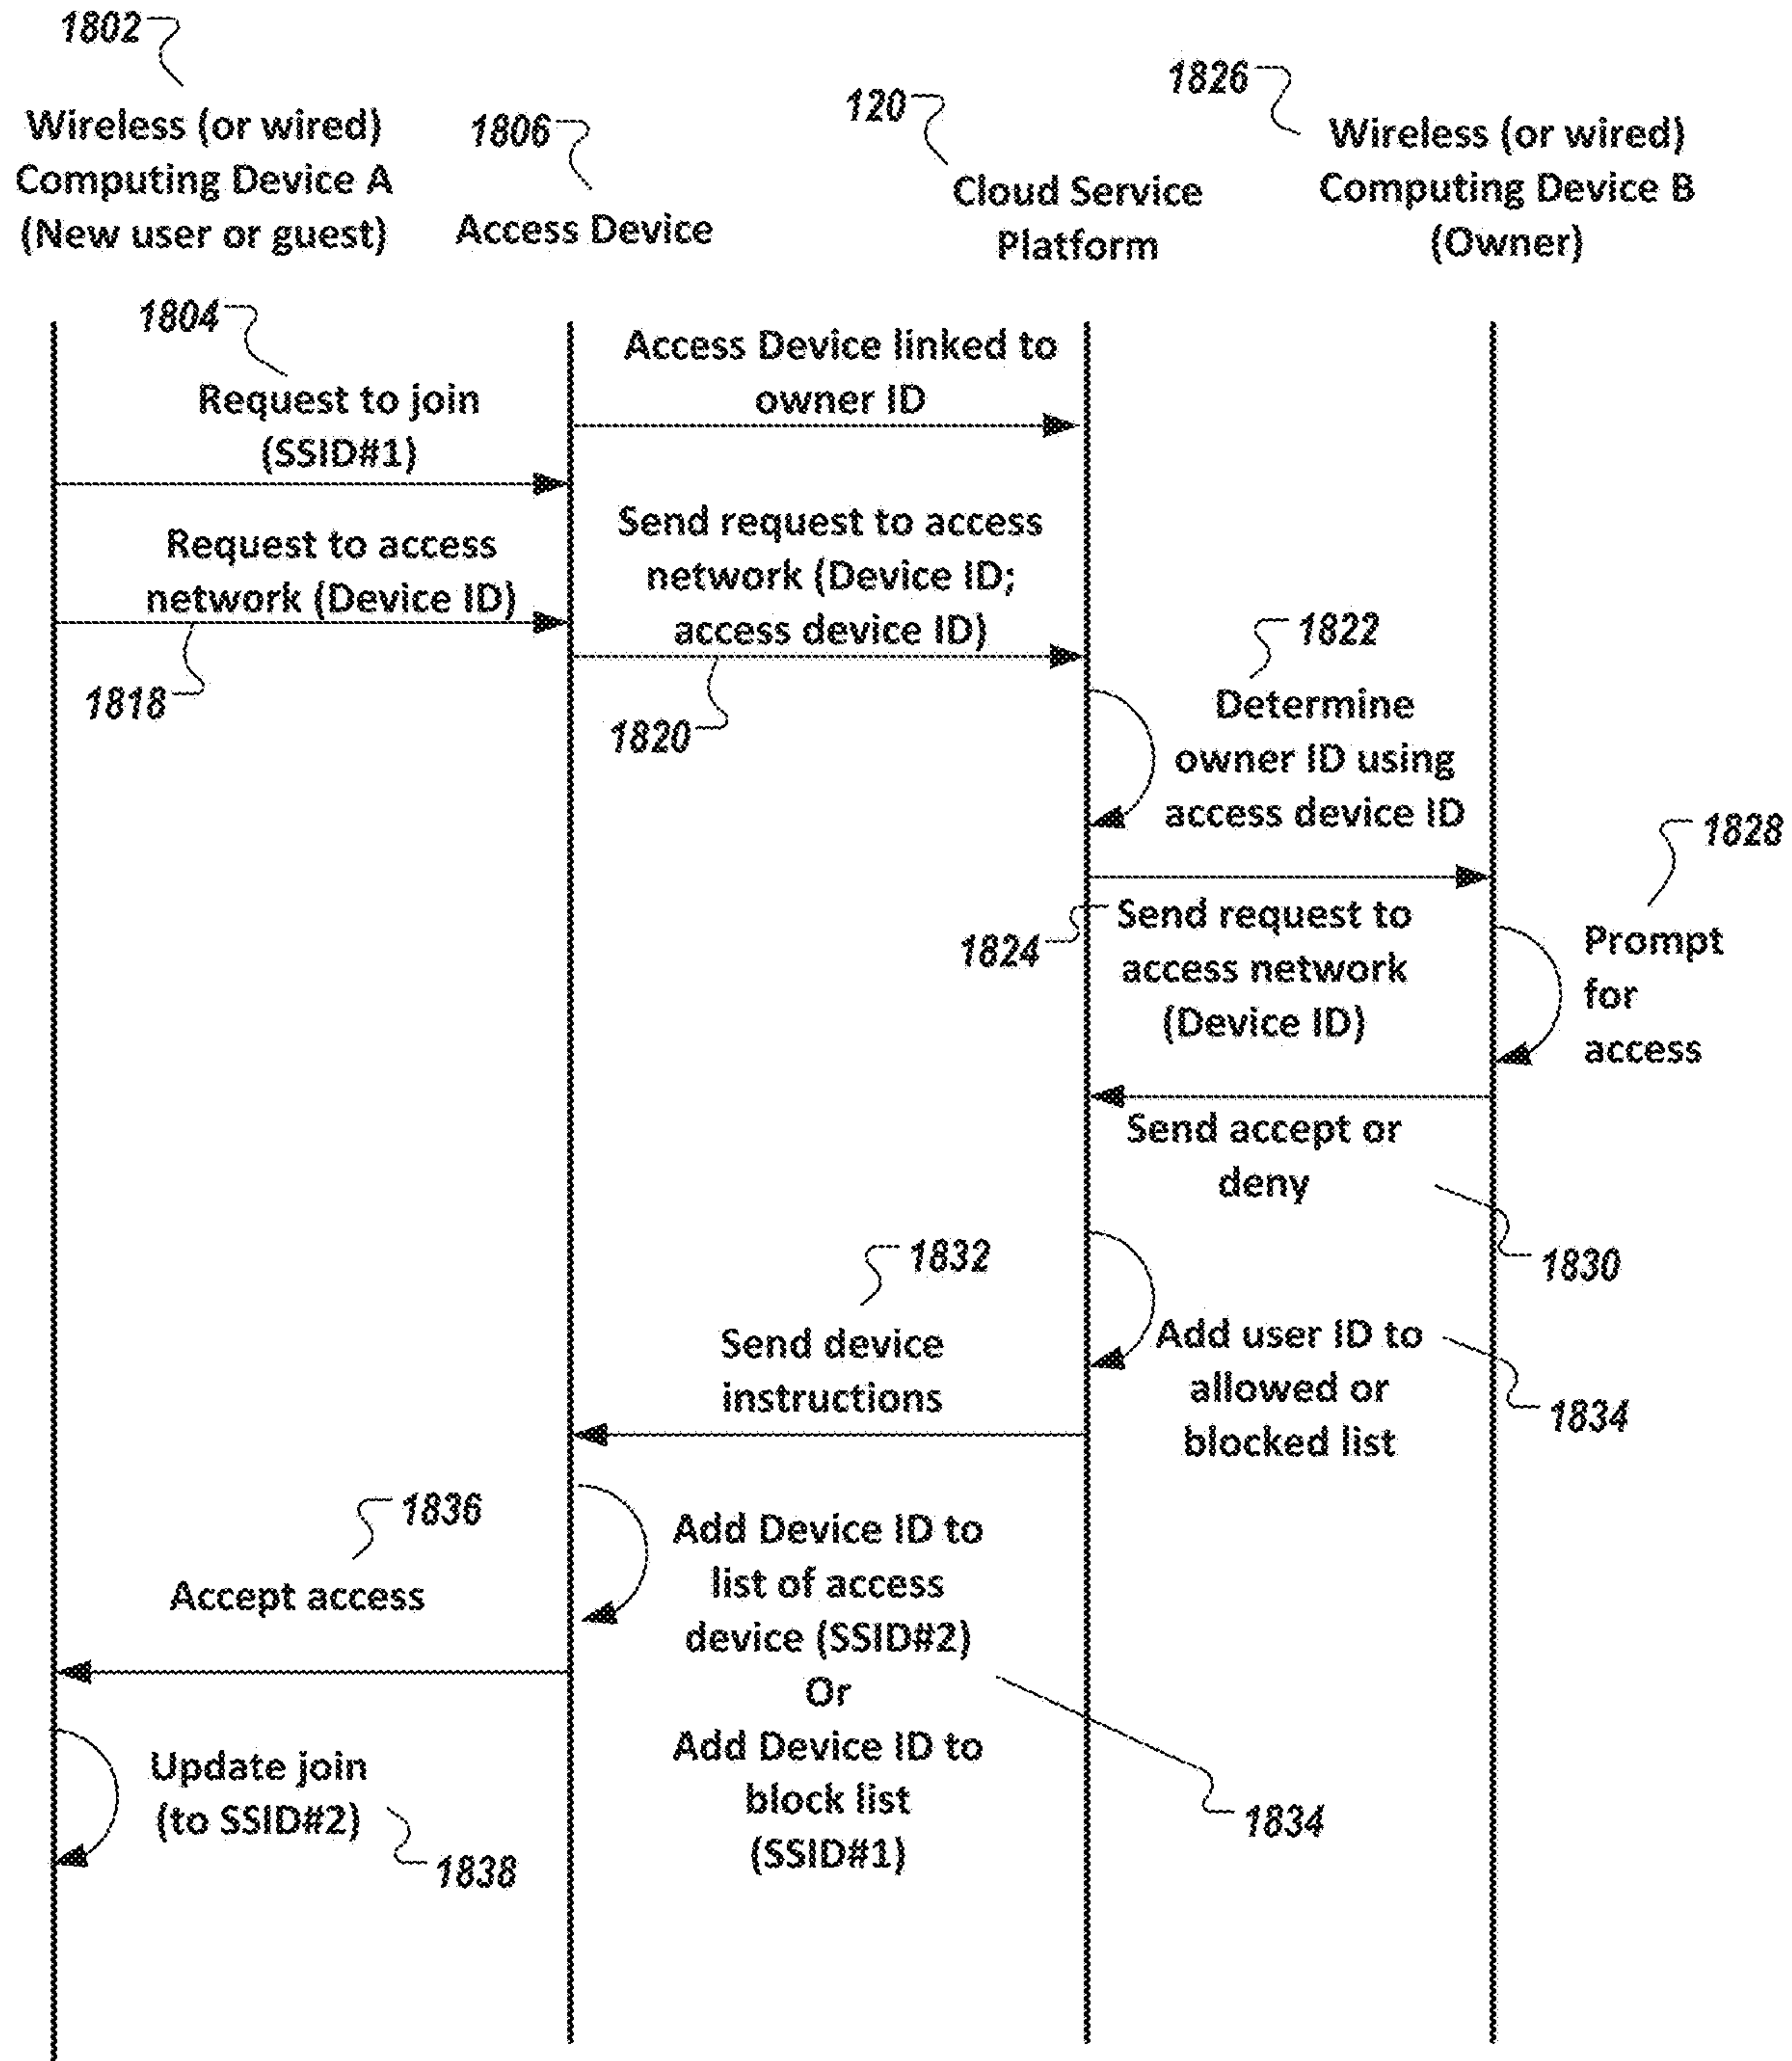 1802
Wireless (or wired)
Computing Device A
(New user or guest)
1806
Access Device
120
Cloud Service
Platform
1826
Wireless (or wired)
Computing Device B
(Owner)
1804
Request to join
(SSID#1)
Access Device linked to
owner ID
Request to access
network (Device ID)
1818
Send request to access
network (Device ID;
access device ID)
1820
1822
Determine
owner ID using
access device ID
1824
Send request to
access network
(Device ID)
1828
Prompt
for
access
Send accept or
deny
1830
1832
Send device
instructions
Add user ID to
allowed or
blocked list
1834
1836
Accept access
Add Device ID to
list of access
device (SSID#2)
Or
Add Device ID to
block list
(SSID#1)
1834
Update join
(to SSID#2)
1838